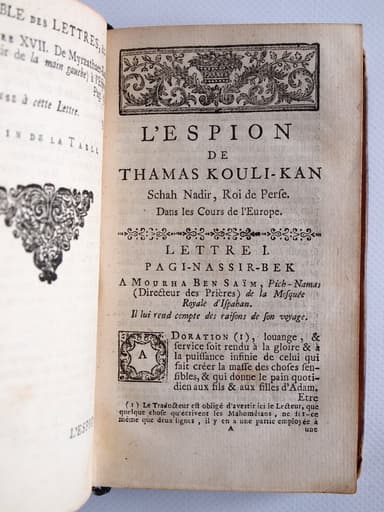 BLE DES LETTRES,
XVII. De Myrza
de la main gauche) à l'E
à cette Lettre.
IN DE LA TABLE
L'ESP
L'ESPION
DE
THAMAS KOULI-KAN
Schah Nadir, Roi de Perse.
Dans les Cours de l'Europe.
LETTRE I.
PAGI-NASSIR-BEK
A MOURHA BEN SAÏM, Pich-Namas
(Directeur des Prières) de la Mosquée
Royale d'Ispahan.
Il lui rend compte des raisons de son voyage.
ADORATION (1), louange, &
service soit rendu à la gloire & à
la puissance infinie de celui qui
fait créer la masse des choses sen-
sibles, & qui donne le pain quoti-
dien aux fils & aux filles d'Adam,
Etre
(1) Le Traducteur est obligé d'avertir ici le Lecteur, que
quelque chose qu'écrivent les Mahométans, ne fût-ce
même que deux lignes, il y en a une partie employée à
A une